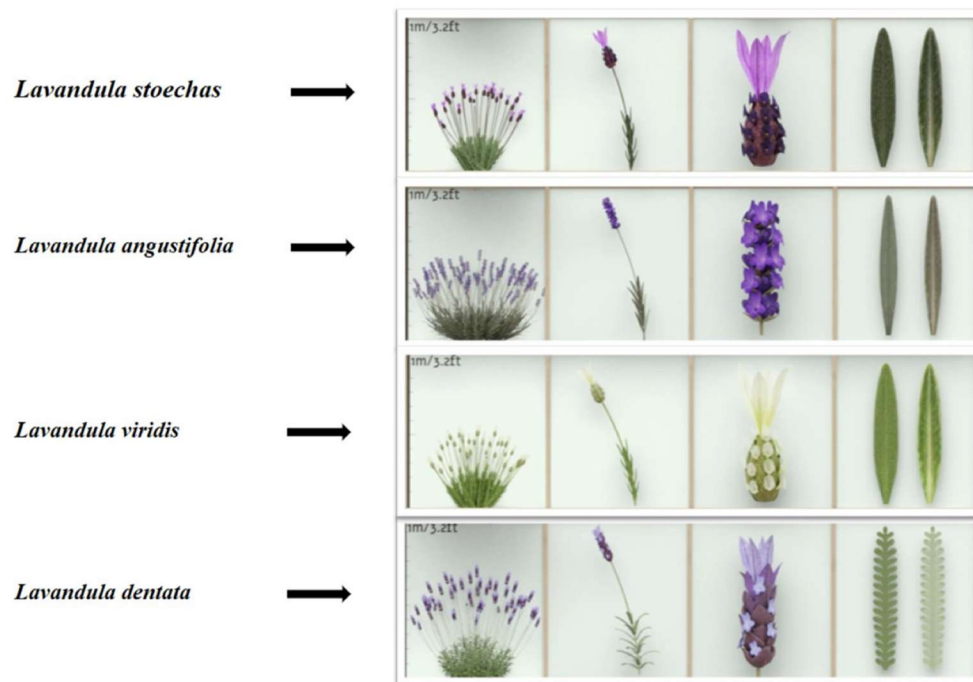 1m/3.2ft
Lavandula stoechas
1m/3.2ft
Lavandula angustifolia
1m/3.2ft
Lavandula viridis
1m/3.2ft
Lavandula dentata